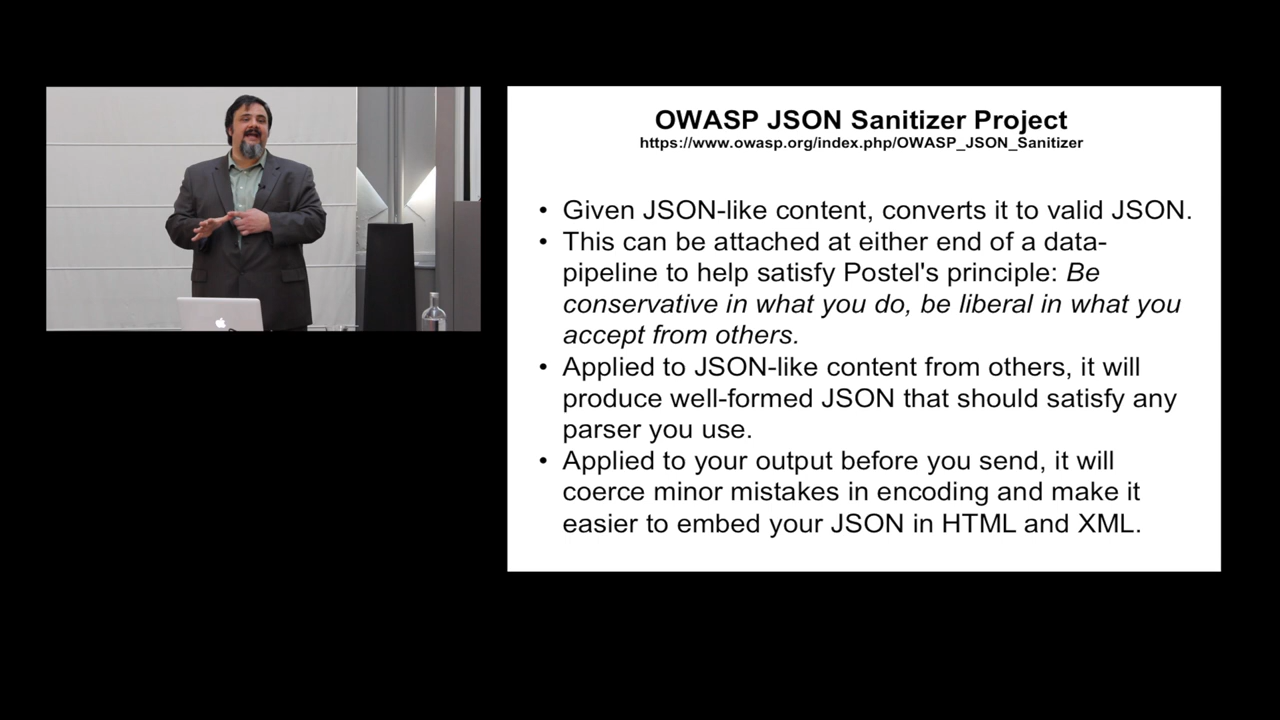 OWASP JSON Sanitizer Project
https://www.owasp.org/index.php/OWASP_JSON_Sanitizer
• Given JSON-like content, converts it to valid JSON.
• This can be attached at either end of a data-
pipeline to help satisfy Postel's principle: Be
conservative in what you do, be liberal in what you
accept from others.
• Applied to JSON-like content from others, it will
produce well-formed JSON that should satisfy any
parser you use.
• Applied to your output before you send, it will
coerce minor mistakes in encoding and make it
easier to embed your JSON in HTML and XML.